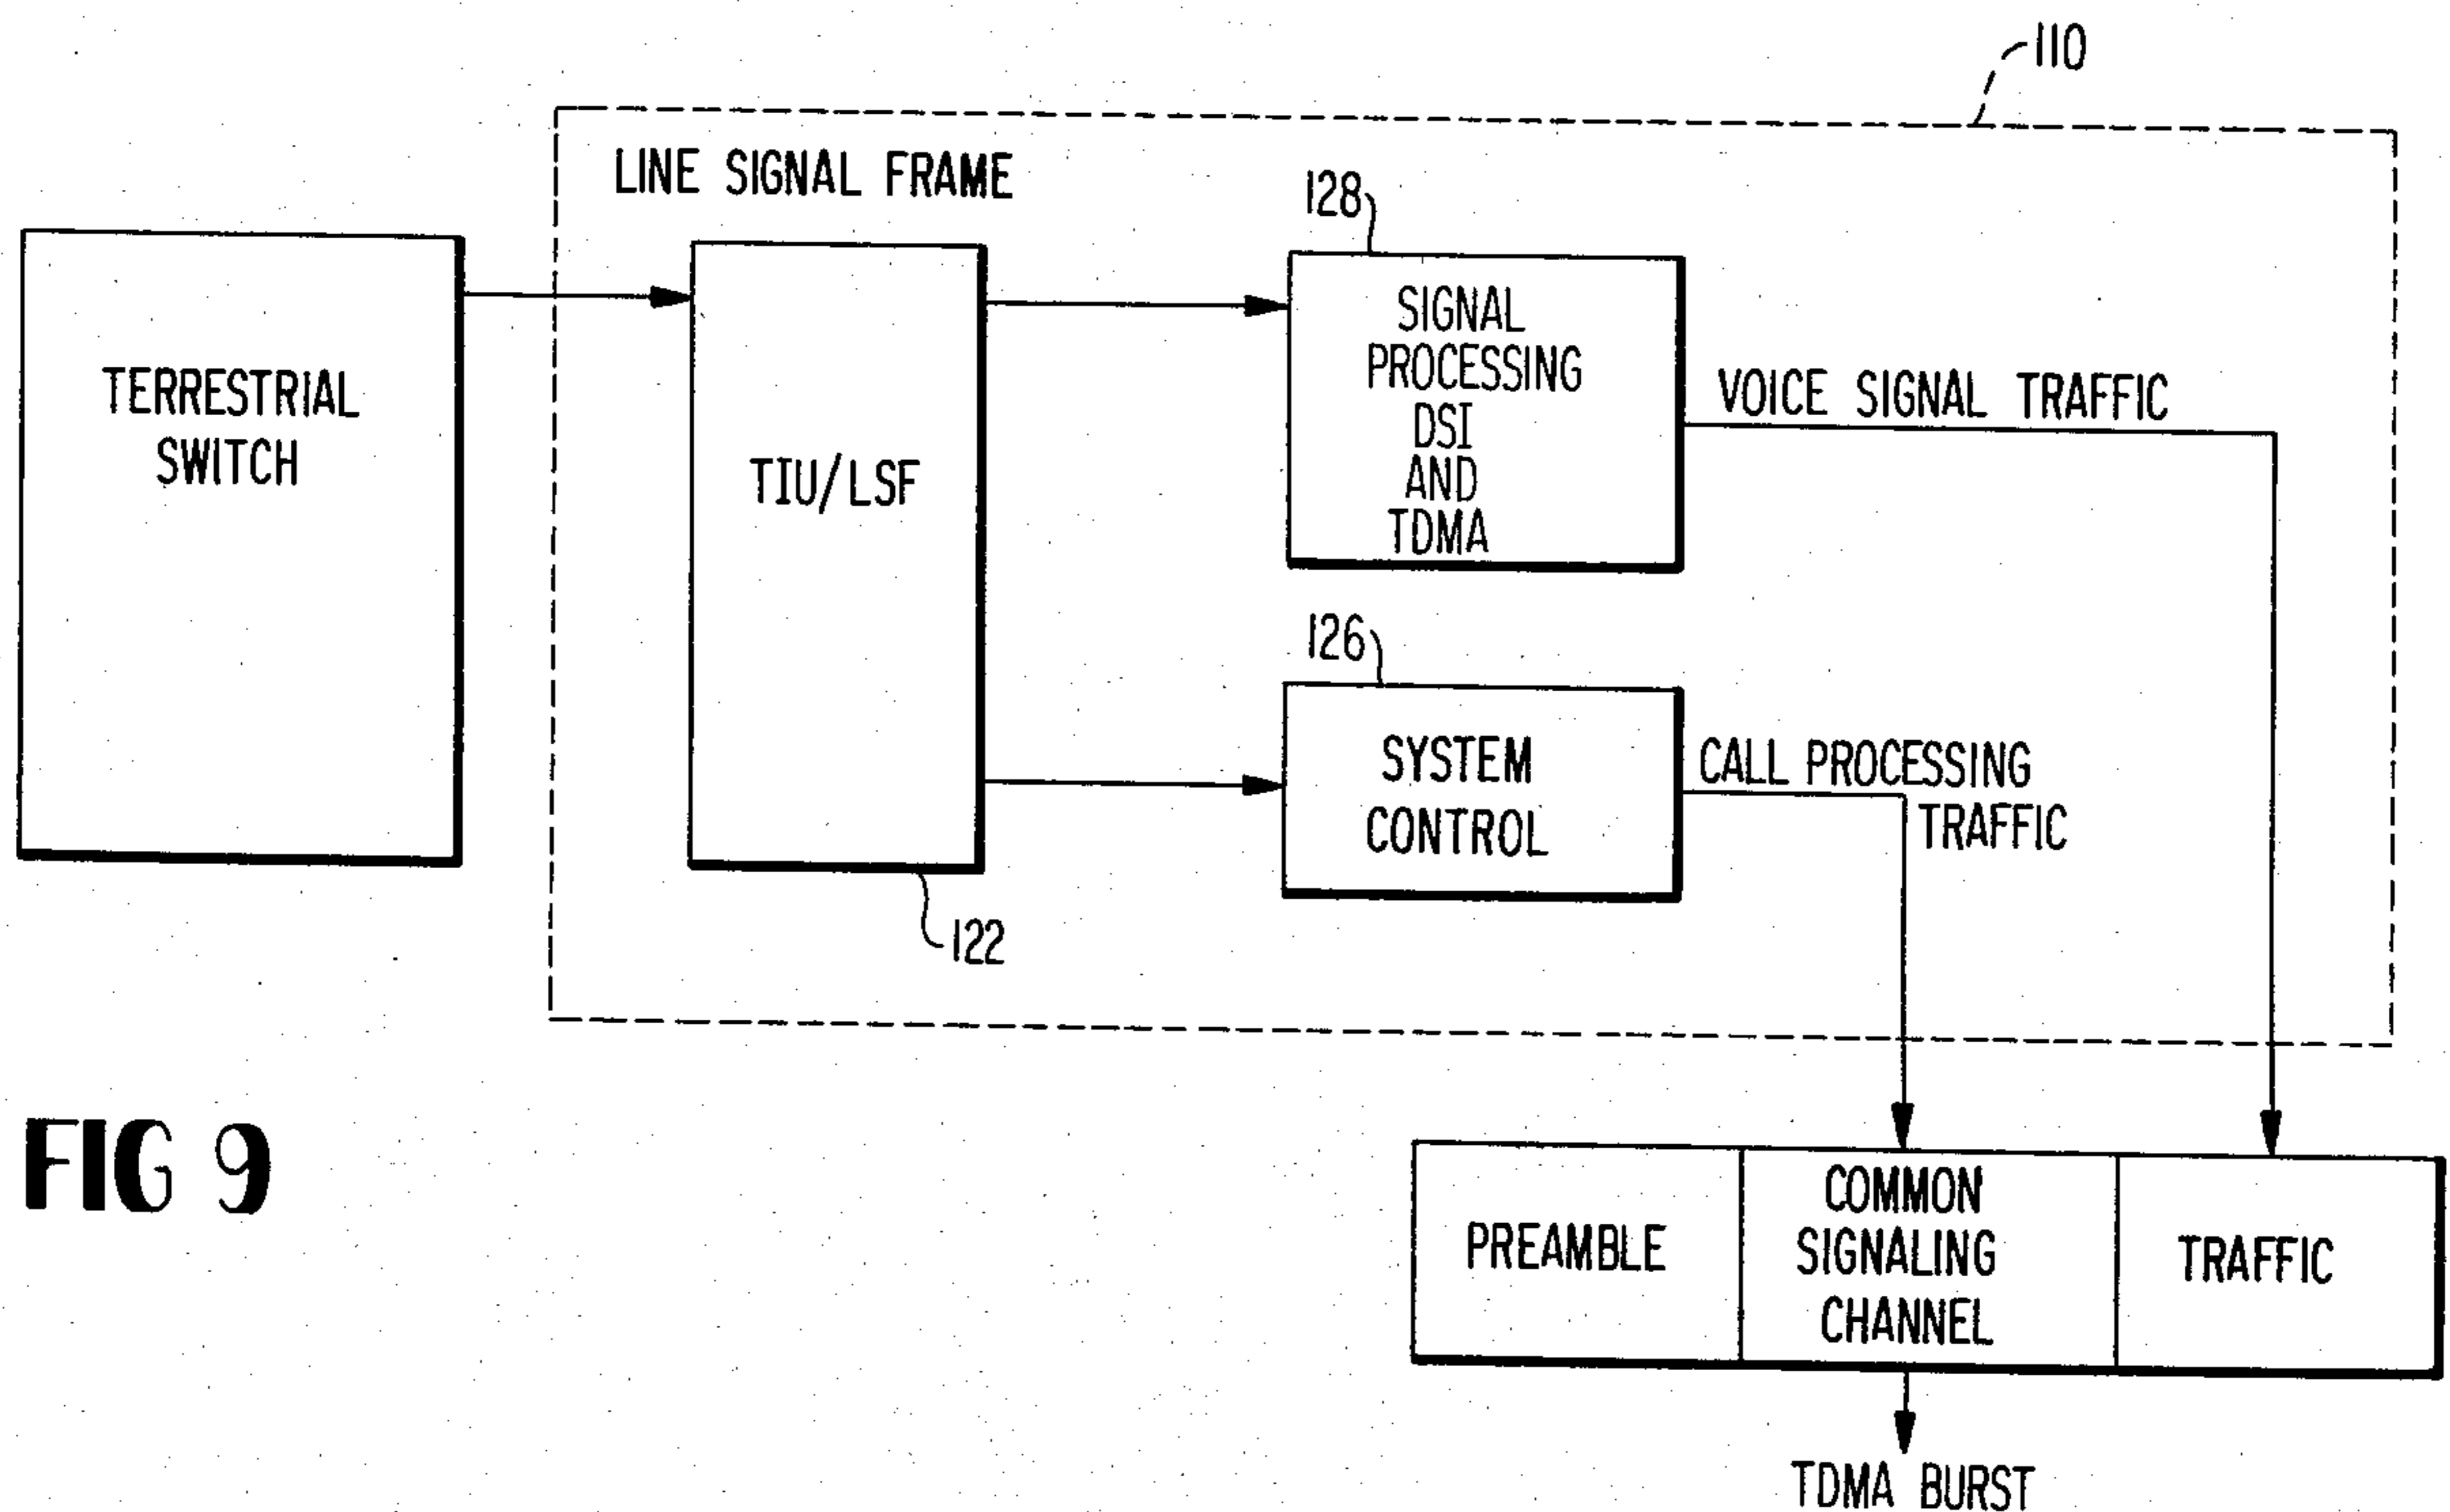 110
LINE SIGNAL FRAME
128
TERRESTRIAL
SWITCH
TIU/LSF
SIGNAL
PROCESSING
DSI
AND
TDMA
VOICE SIGNAL TRAFFIC
126
SYSTEM
CONTROL
CALL PROCESSING
TRAFFIC
122
FIG 9
PREAMBLE
COMMON
SIGNALING
CHANNEL
TRAFFIC
TDMA BURST